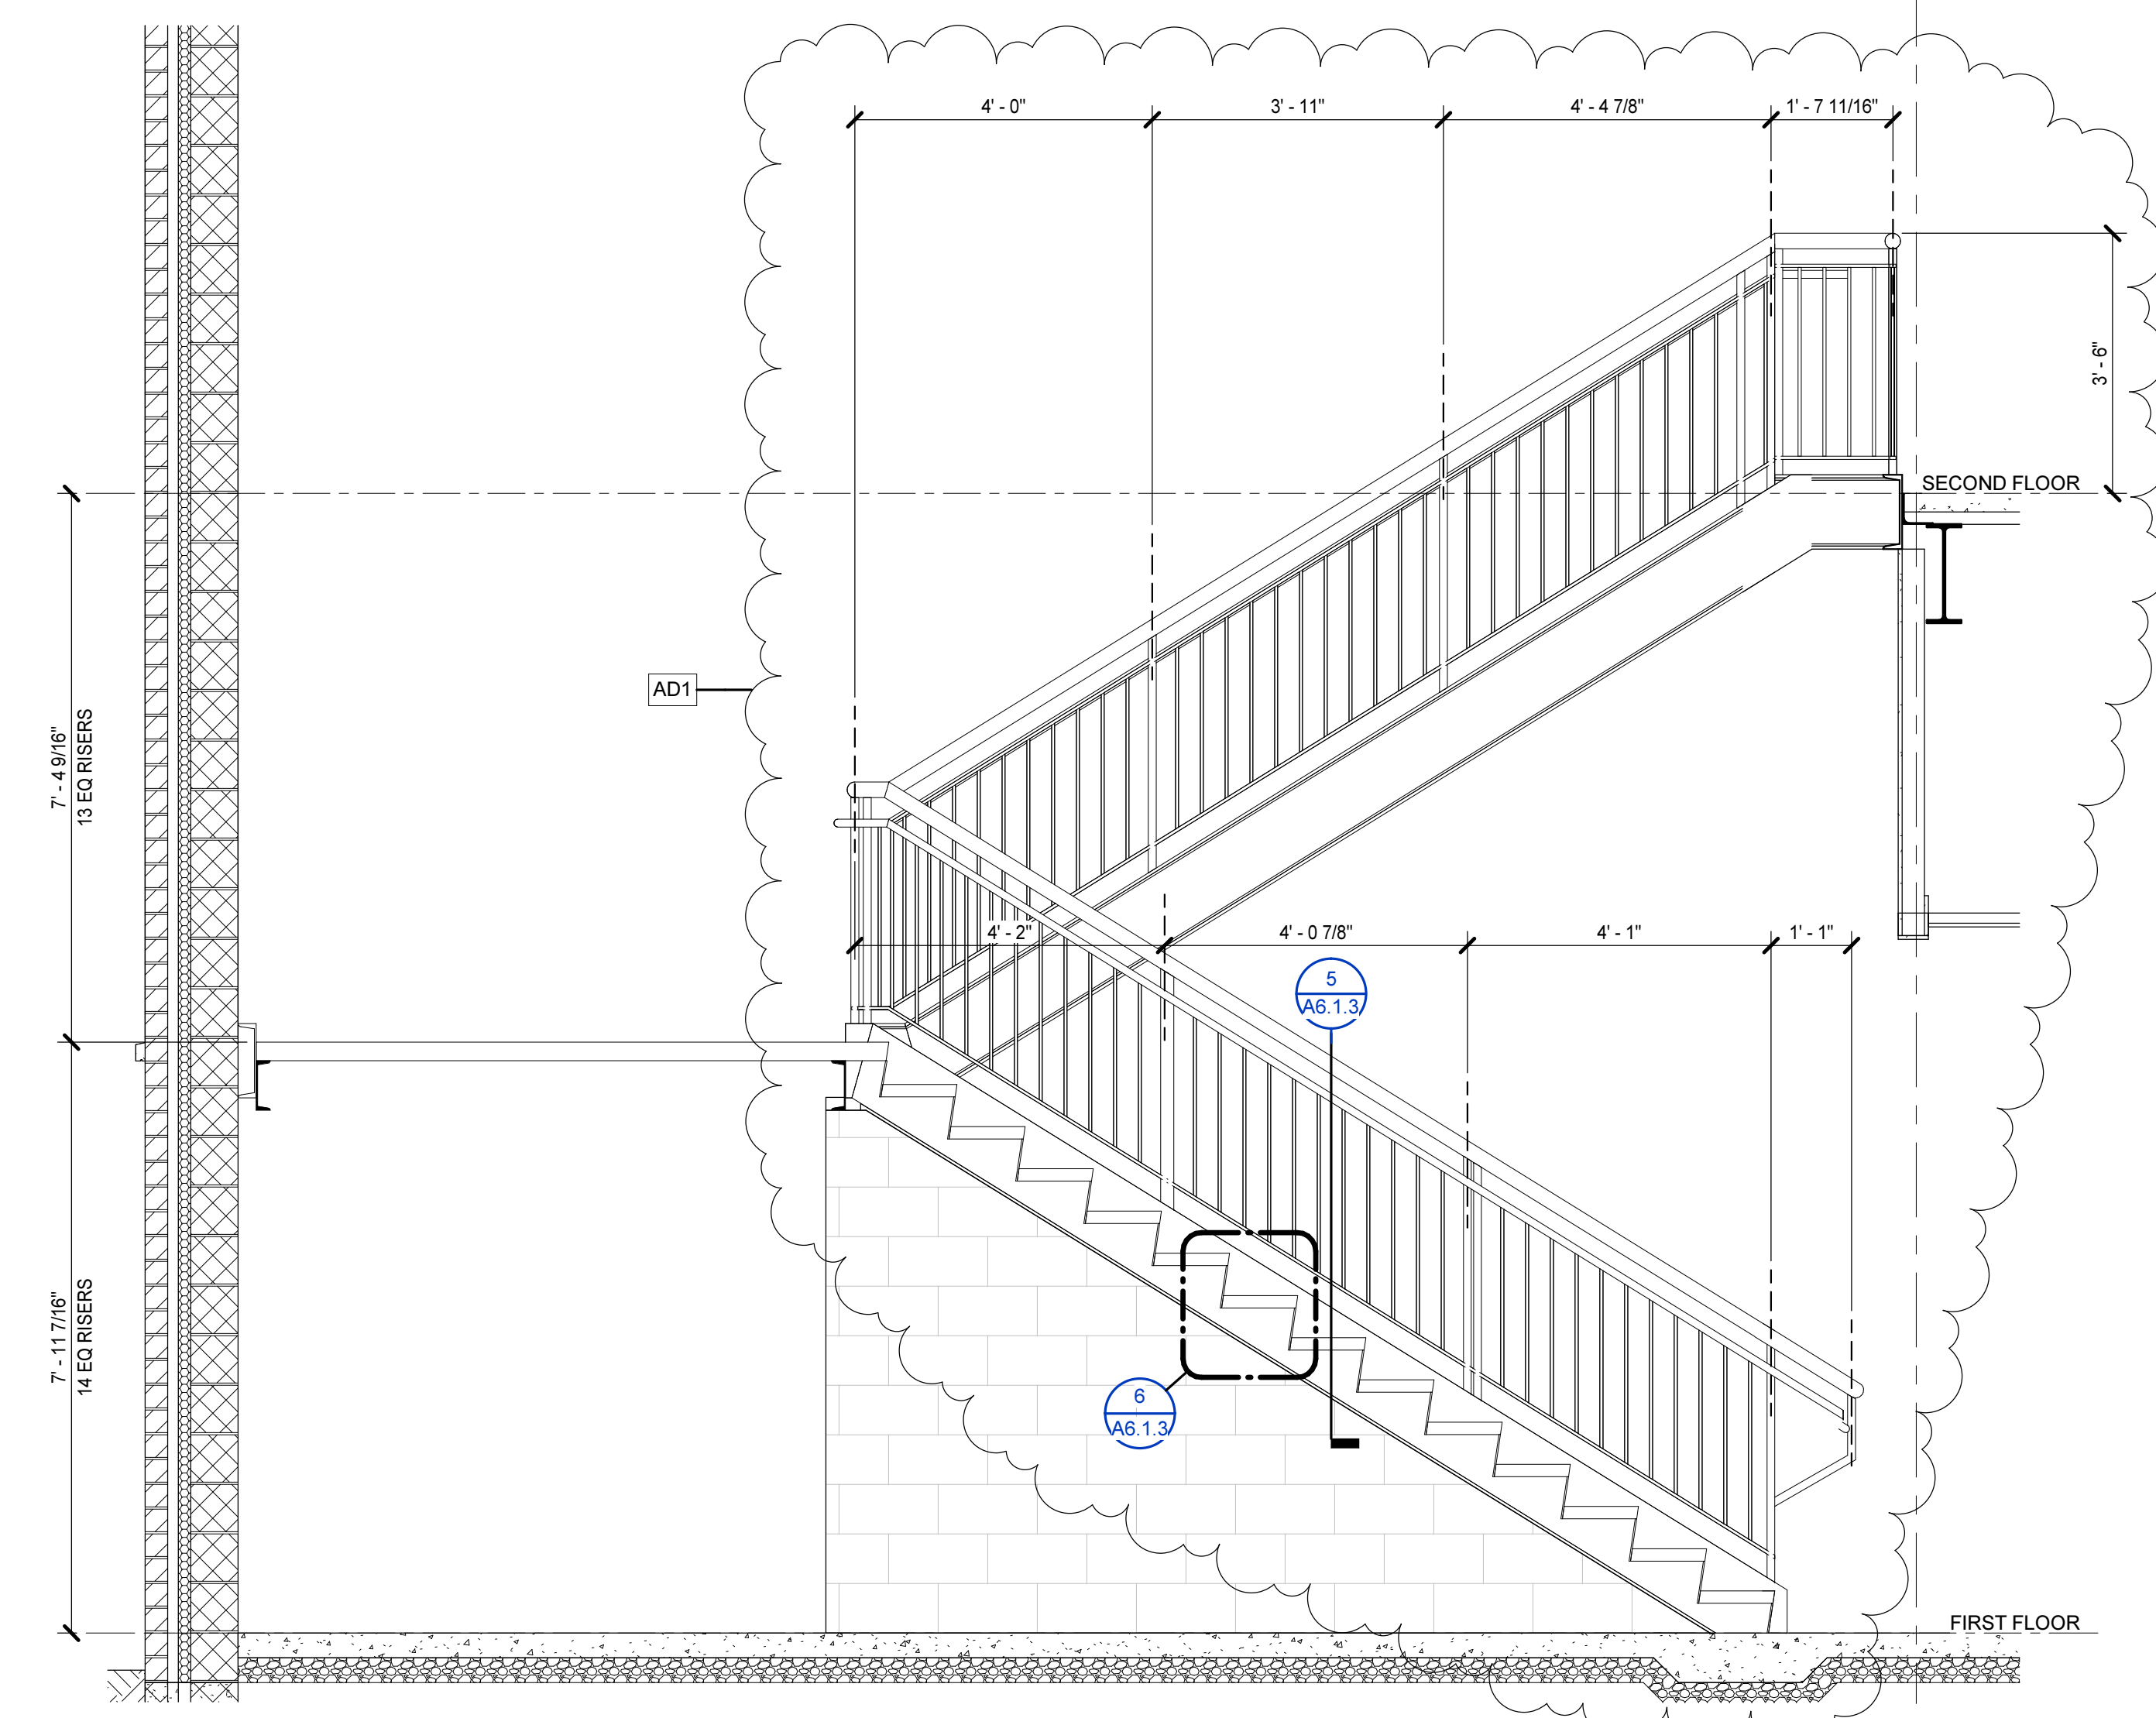 4' - 0"
3' - 11"
4' - 4 7/8"
1' - 7 11/16"
3' - 6"
SECOND FLOOR
AD1
7' - 4 9/16"
13 EQ RISERS
4' - 2"
4' - 0 7/8"
4' - 1"
1' - 1"
5
A6.1.3
7' - 11 7/16"
14 EQ RISERS
6
A6.1.3
FIRST FLOOR